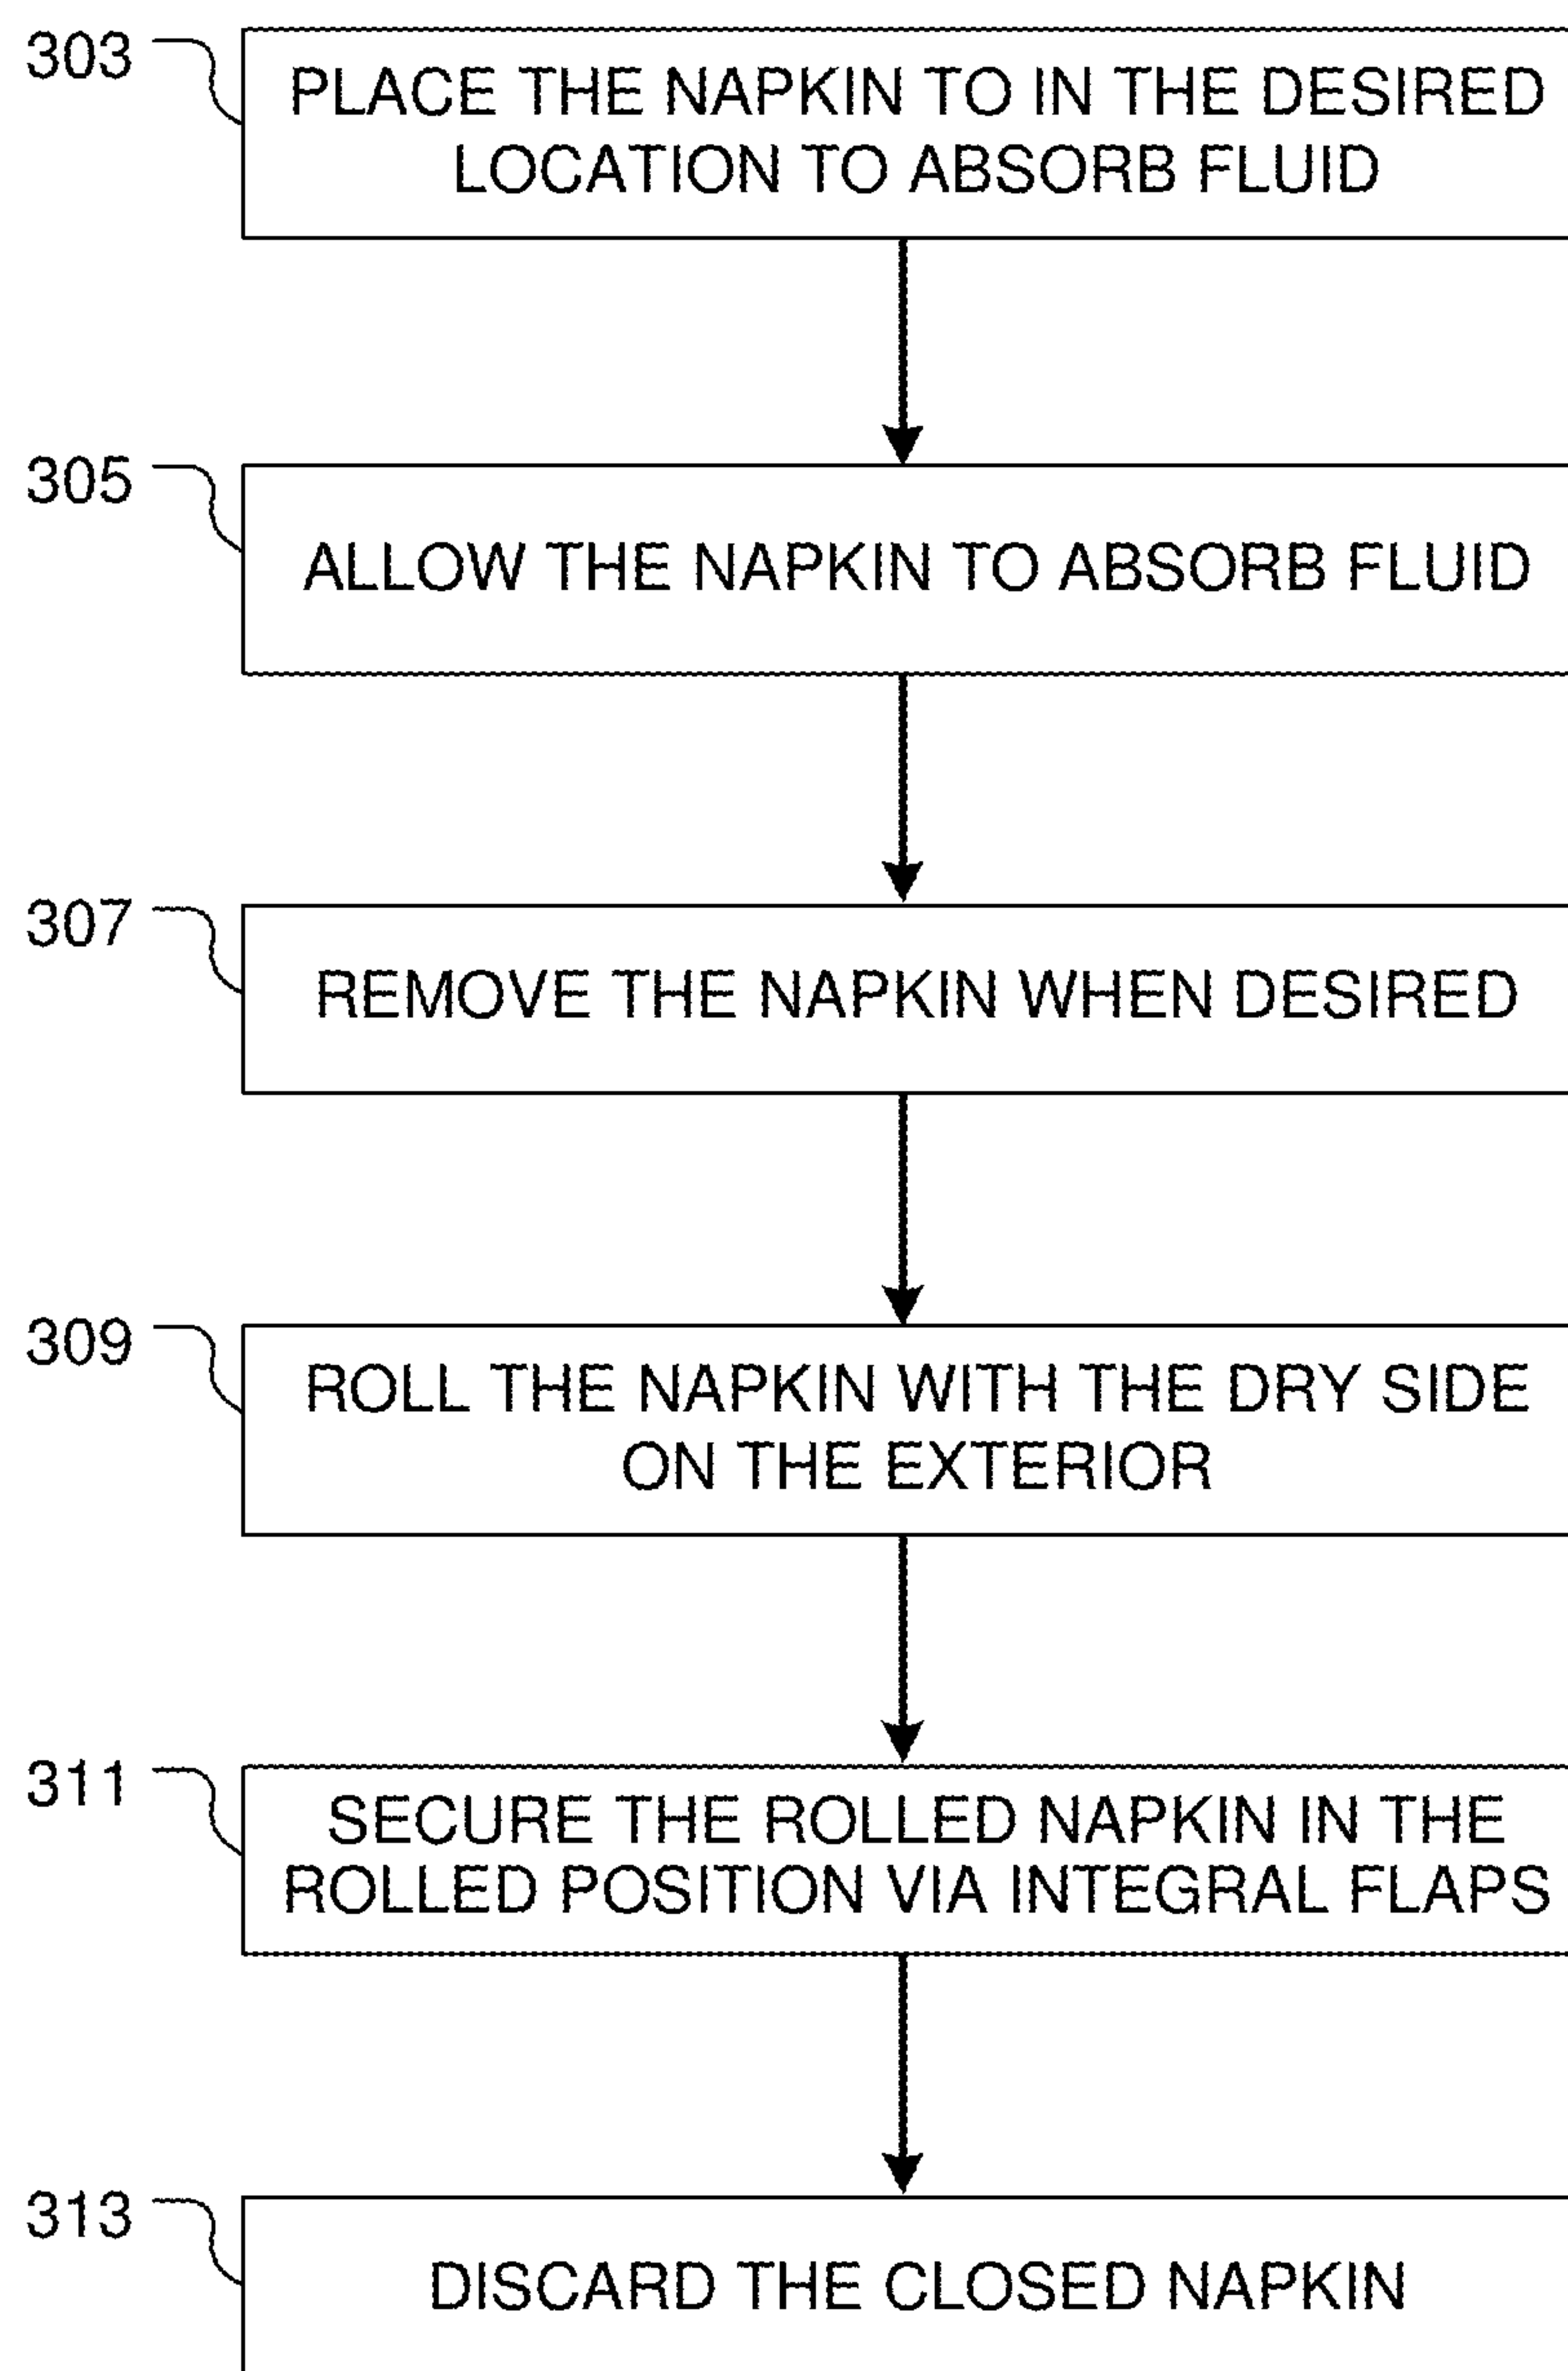 303
PLACE THE NAPKIN TO IN THE DESIRED
LOCATION TO ABSORB FLUID
305
ALLOW THE NAPKIN TO ABSORB FLUID
307
REMOVE THE NAPKIN WHEN DESIRED
309
ROLL THE NAPKIN WITH THE DRY SIDE
ON THE EXTERIOR
311
SECURE THE ROLLED NAPKIN IN THE
ROLLED POSITION VIA INTEGRAL FLAPS
313
DISCARD THE CLOSED NAPKIN